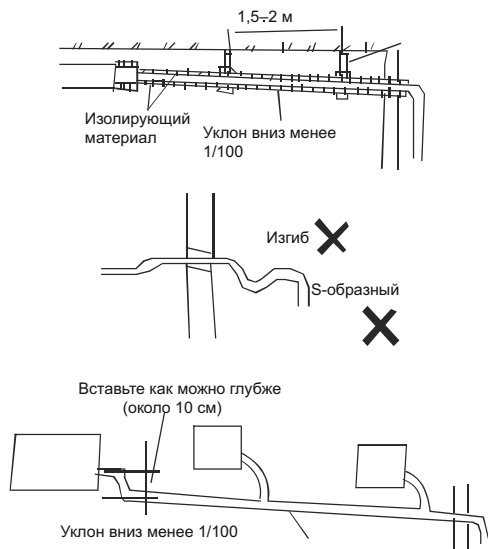 1,5÷2 м
Изолирующий
материал
Уклон вниз менее
1/100
Изгиб
S-образный
Вставьте как можно глубже
(около 10 см)
Уклон вниз менее 1/100